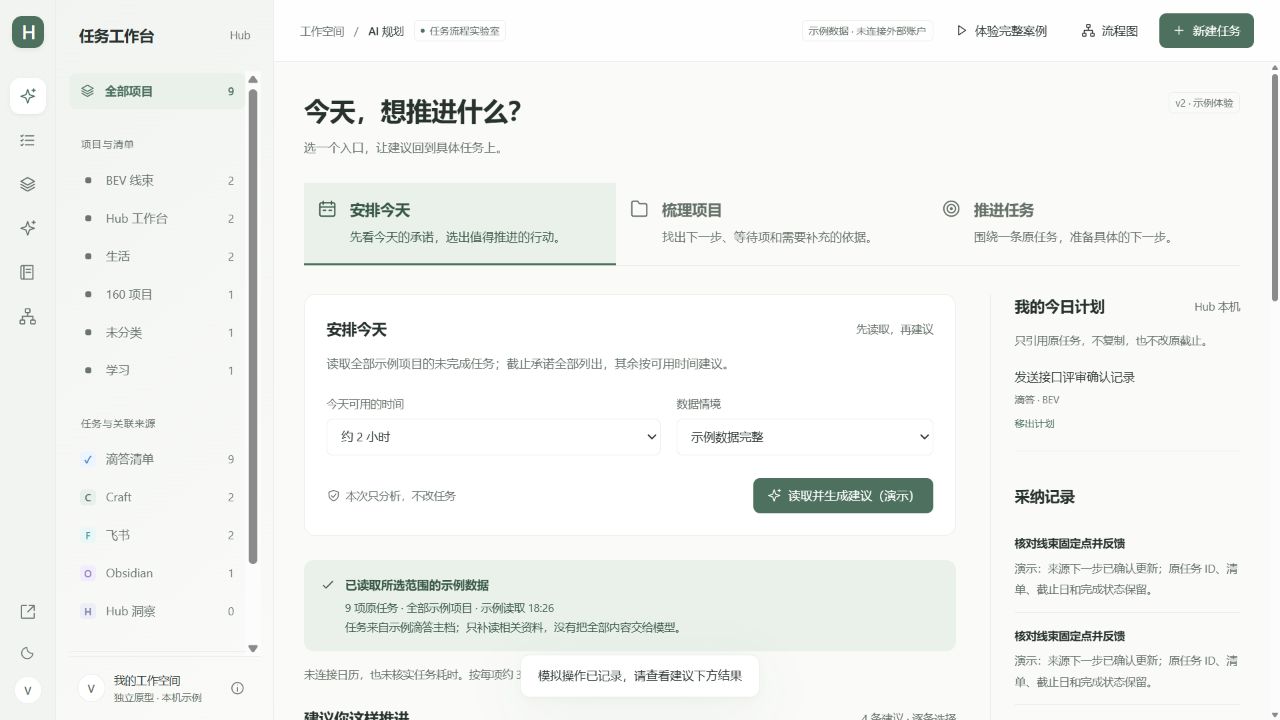 H
任务工作台
Hub
全部项目 9
项目与清单
BEV 线束 2
Hub 工作台 2
生活 2
160 项目 1
未分类 1
学习 1
任务与关联来源
✓ 滴答清单 9
C Craft 2
F 飞书 2
O Obsidian 1
H Hub 洞察 0
V
V 我的工作空间
独立原型 · 本机示例
工作空间 / AI 规划 • 任务流程实验室
示例数据 · 未连接外部账户
体验完整案例
流程图
+ 新建任务
今天，想推进什么？
v2 · 示例体验
选一个入口，让建议回到具体任务上。
安排今天
先看今天的承诺，选出值得推进的行动。
梳理项目
找出下一步、等待项和需要补充的依据。
推进任务
围绕一条原任务，准备具体的下一步。
安排今天
先读取，再建议
读取全部示例项目的未完成任务；截止承诺全部列出，其余按可用时间建议。
今天可用的时间
数据情境
约 2 小时
示例数据完整
本次只分析，不改任务
读取并生成建议（演示）
已读取所选范围的示例数据
9 项原任务 · 全部示例项目 · 示例读取 18:26
任务来自示例滴答主档；只补读相关资料，没有把全部内容交给模型。
未连接日历，也未核实任务耗时。按每项约
模拟操作已记录，请查看建议下方结果
建议你这样推进
4 条建议 · 逐条选择
我的今日计划
Hub 本机
只引用原任务，不复制，也不改原截止。
发送接口评审确认记录
滴答 · BEV
移出计划
采纳记录
核对线束固定点并反馈
演示：来源下一步已确认更新；原任务 ID、清
单、截止日和完成状态保留。
核对线束固定点并反馈
演示：来源下一步已确认更新；原任务 ID、清
单、截止日和完成状态保留。